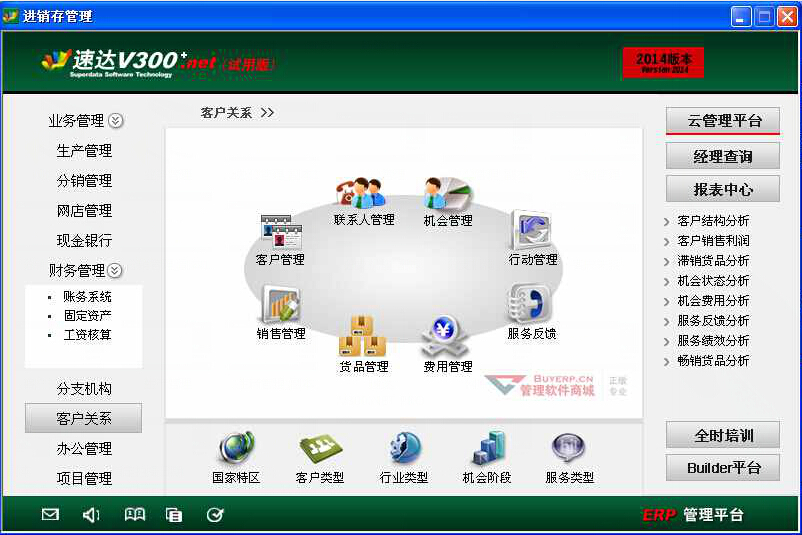 进销存管理
速达V300+.net(试用版)
Superdata Software Technology
2014版本
Version 2014
业务管理
生产管理
分销管理
网店管理
现金银行
财务管理
账务系统
固定资产
工资核算
分支机构
客户关系
办公管理
项目管理
客户关系 >>
联系人管理
机会管理
客户管理
行动管理
销售管理
服务反馈
货品管理
费用管理
BUYERP.CN
管理软件商城
正版
专业
国家特区
客户类型
行业类型
机会阶段
服务类型
云管理平台
经理查询
报表中心
客户结构分析
客户销售利润
滞销货品分析
机会状态分析
机会费用分析
服务反馈分析
服务绩效分析
畅销货品分析
全时培训
Builder平台
ERP 管理平台